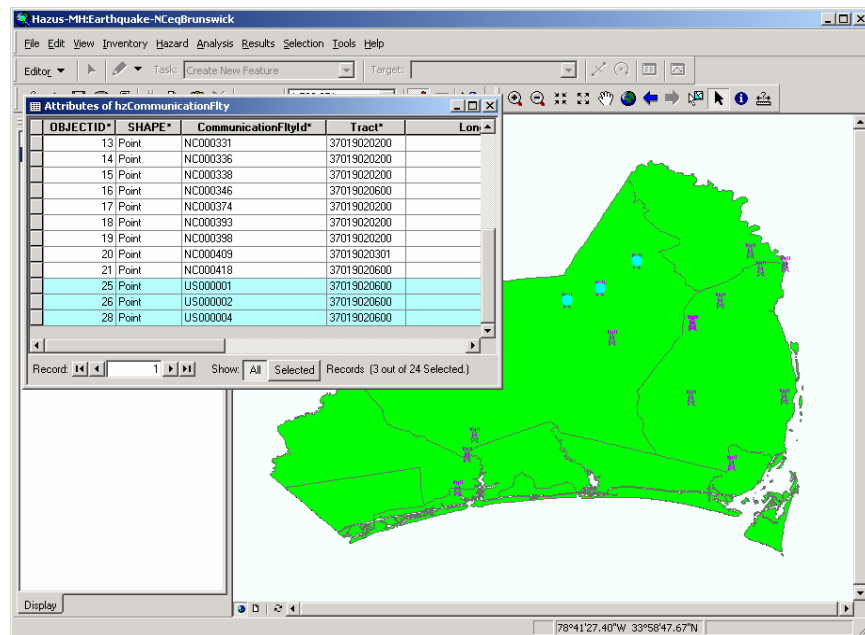 Hazus-MH:Earthquake-NCeqBrunswick
File Edit View Inventory Hazard Analysis Results Selection Tools Help
Editor Task: Create New Feature Target:
Attributes of hzCommunicationFlty
OBJECTID* SHAPE* CommunicationFltyId* Tract* Lon
13 Point NC000331 37019020200
14 Point NC000336 37019020200
15 Point NC000338 37019020200
16 Point NC000346 37019020600
17 Point NC000374 37019020200
18 Point NC000393 37019020200
19 Point NC000398 37019020200
20 Point NC000409 37019020301
21 Point NC000418 37019020600
25 Point US000001 37019020600
26 Point US000002 37019020600
28 Point US000004 37019020600
Record: 1 Show: All Selected Records (3 out of 24 Selected.)
Display
78°41'27.40"W 33°58'47.67"N